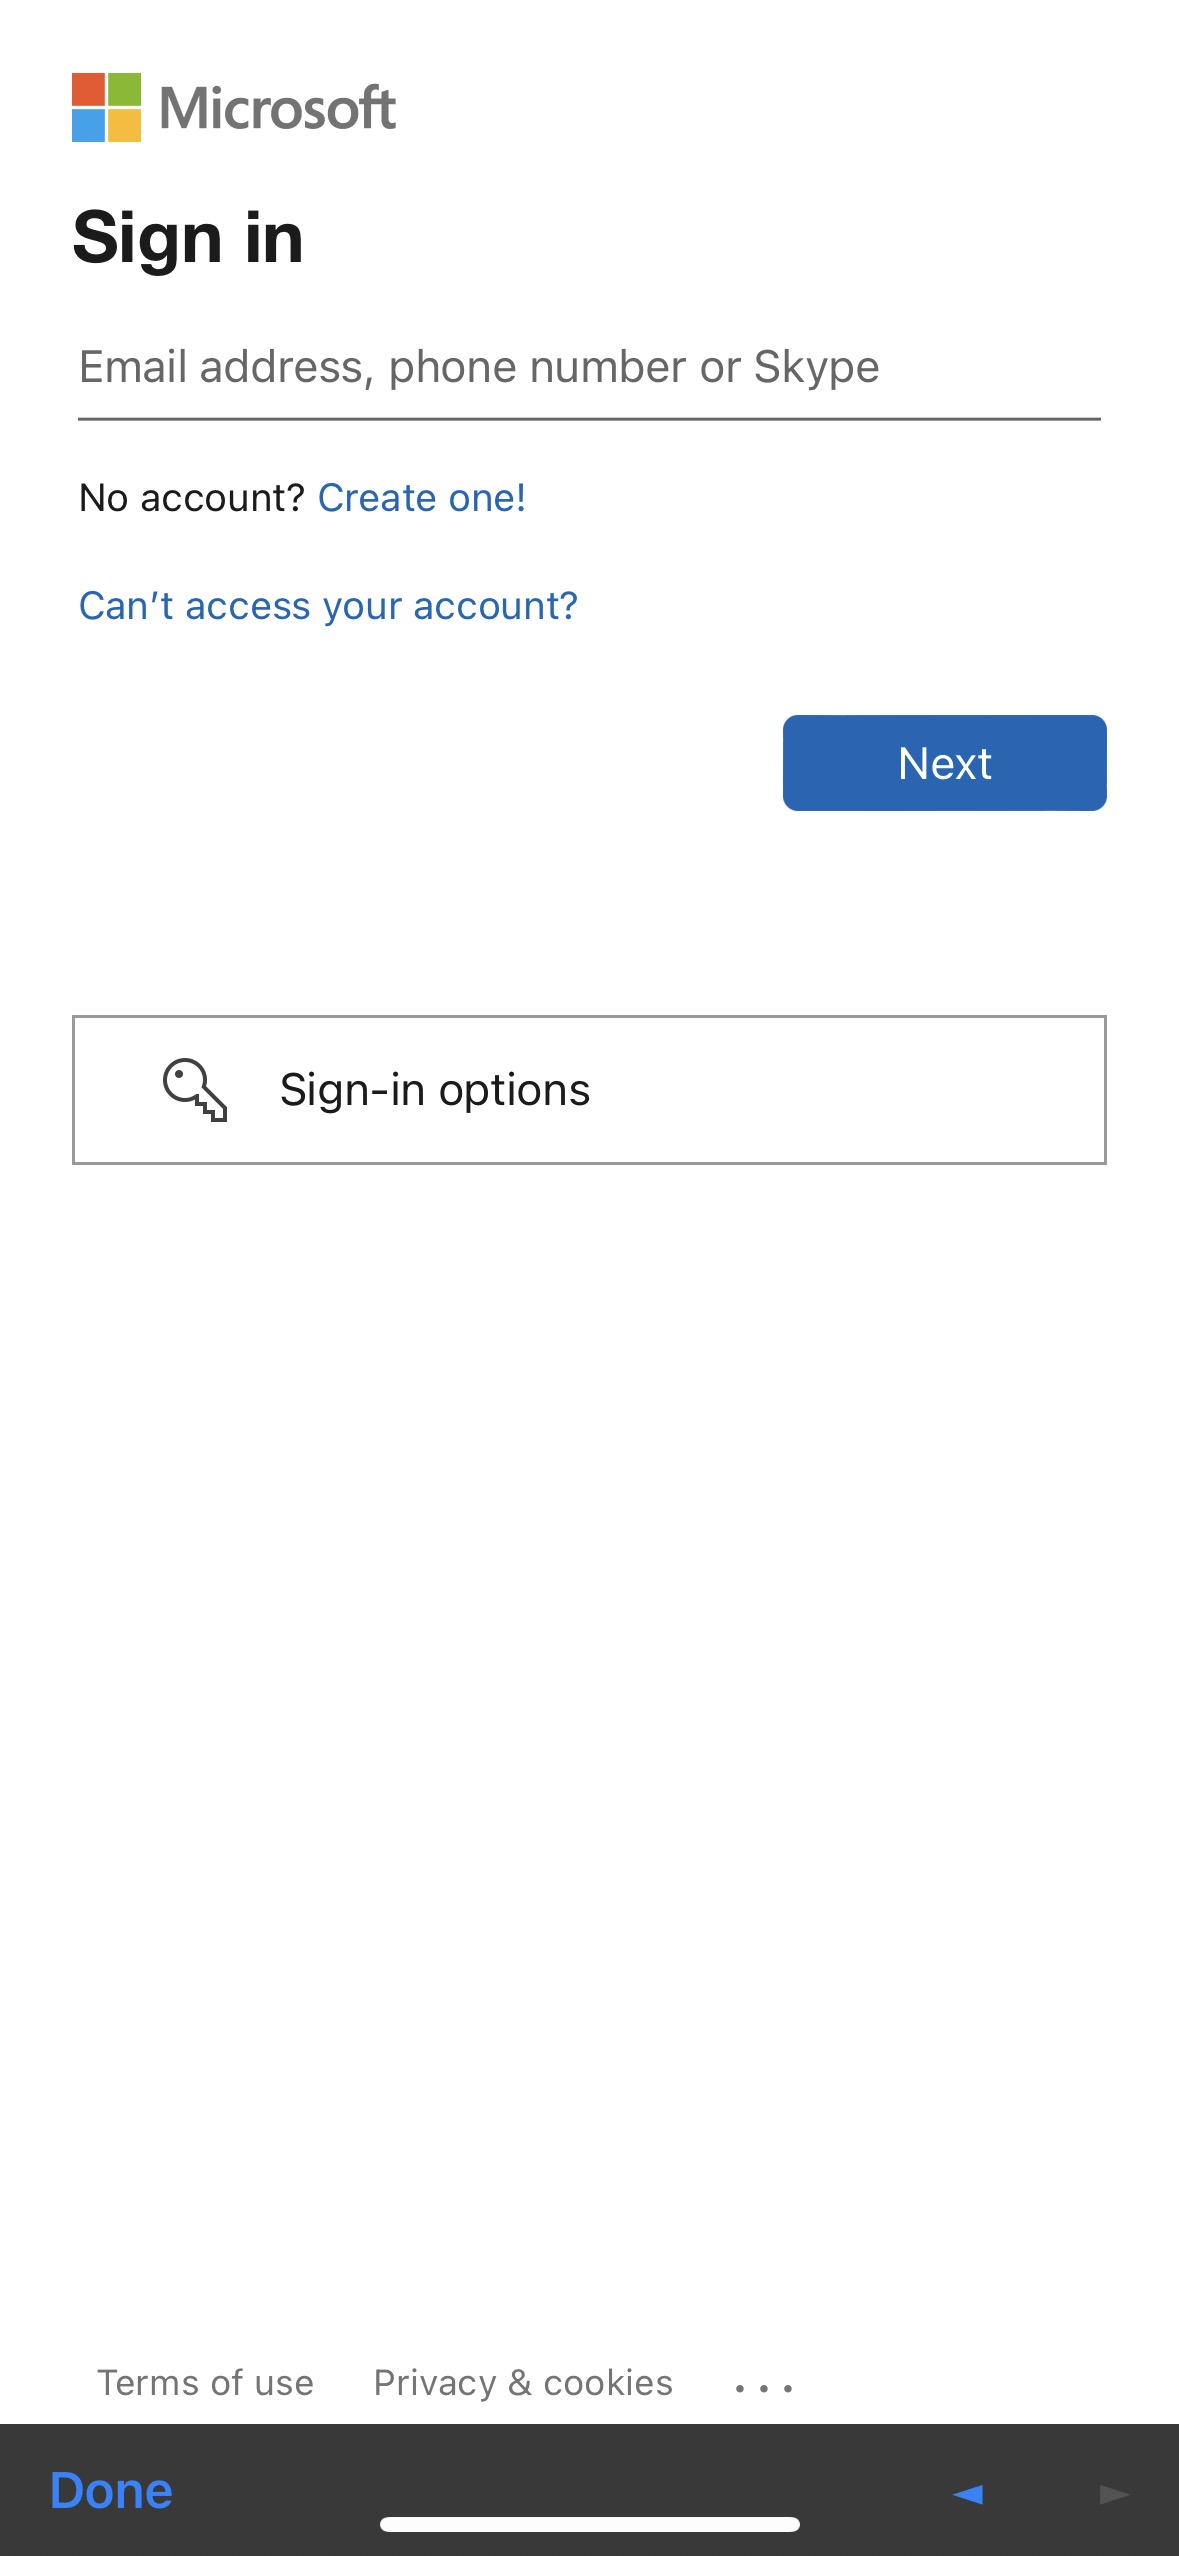 Microsoft
Sign in
Email address, phone number or Skype
No account? Create one!
Can't access your account?
Next
Sign-in options
Terms of use Privacy & cookies ...
Done